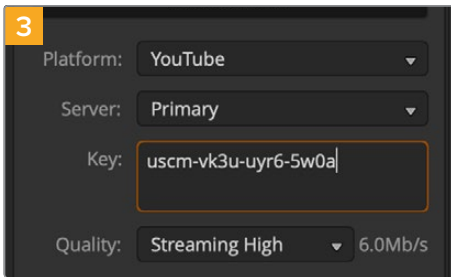 3
Platform: YouTube
Server: Primary
Key: uscm-vk3u-uyr6-5w0a
Quality: Streaming High 6.0Mb/s